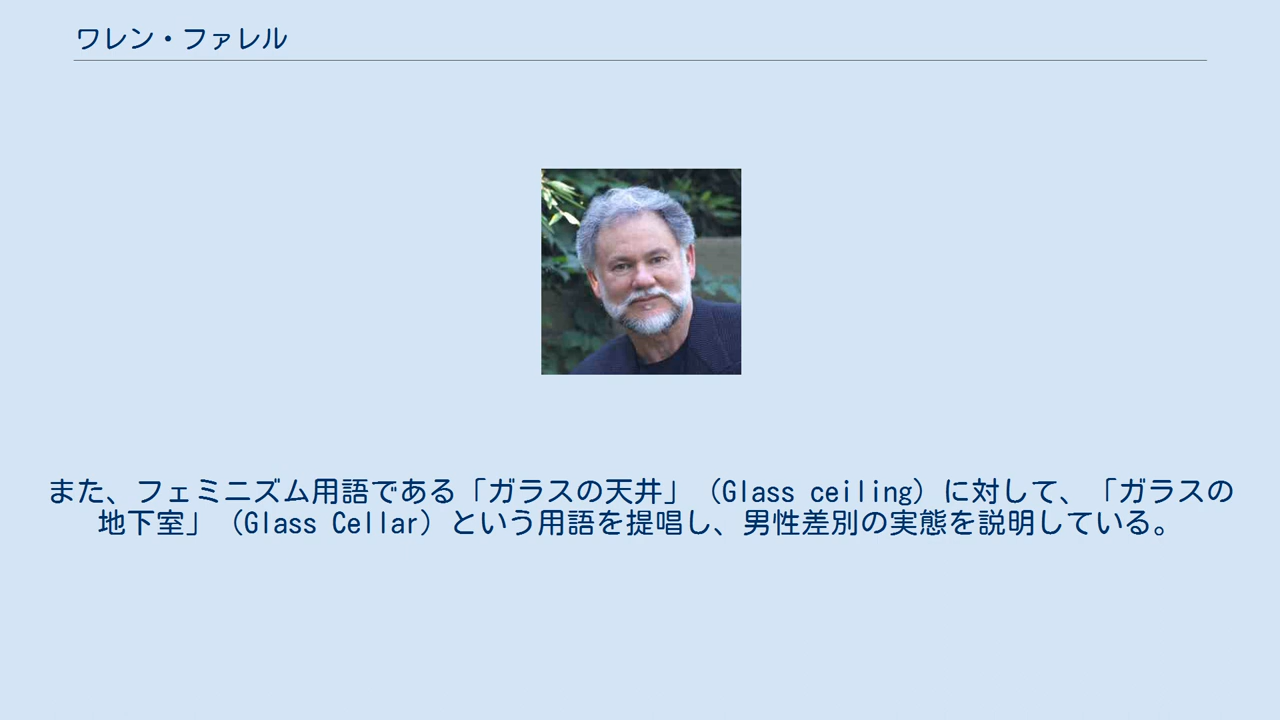 ワレン・ファレル
また、フェミニズム用語である「ガラスの天井」（Glass ceiling）に対して、「ガラスの
地下室」（Glass Cellar）という用語を提唱し、男性差別の実態を説明している。